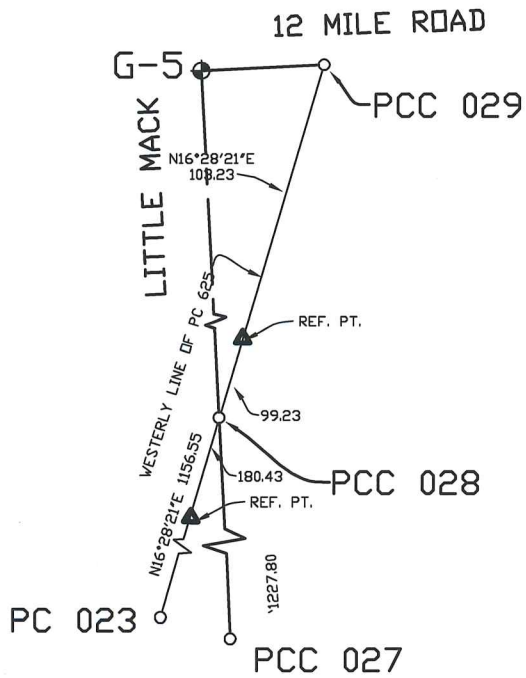 12 MILE ROAD
G-5
PCC 029
LITTLE MACK
N16°28'21"E
103.23
WESTERLY LINE OF PC 625
REF. PT.
99.23
PCC 028
180.43
N16°28'21"E 1156.55
REF. PT.
1227.80
PC 023
PCC 027